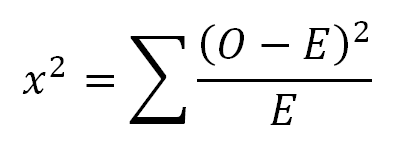 x² = ∑ (O − E)² / E